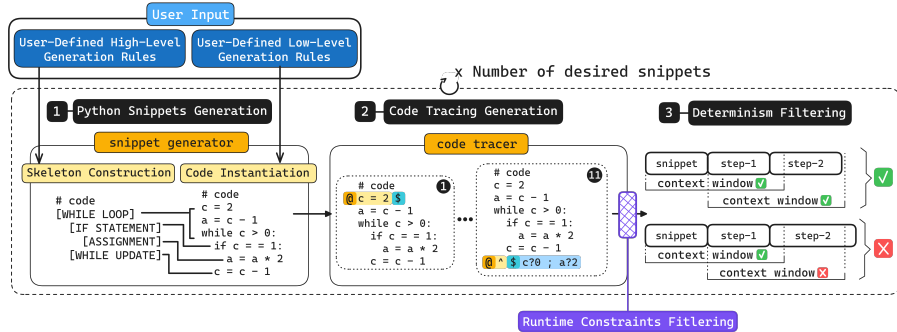 User Input
User-Defined High-Level
Generation Rules
User-Defined Low-Level
Generation Rules
x Number of desired snippets
1 Python Snippets Generation
2 Code Tracing Generation
3 Determinism Filtering
snippet generator
Skeleton Construction
Code Instantiation
# code
[WHILE LOOP]
[IF STATEMENT]
[ASSIGNMENT]
[WHILE UPDATE]
# code
c = 2
a = c - 1
while c > 0:
if c = = 1:
a = a * 2
c = c - 1
code tracer
1
# code
@ c = 2 $
a = c - 1
while c > 0:
if c = = 1:
a = a * 2
c = c - 1
...
11
# code
c = 2
a = c - 1
while c > 0:
if c = = 1:
a = a * 2
c = c - 1
@ ^ $ c?0 ; a?2
snippet step-1 step-2
context window
context window
snippet step-1 step-2
context window
context window
Runtime Constraints Fitlering